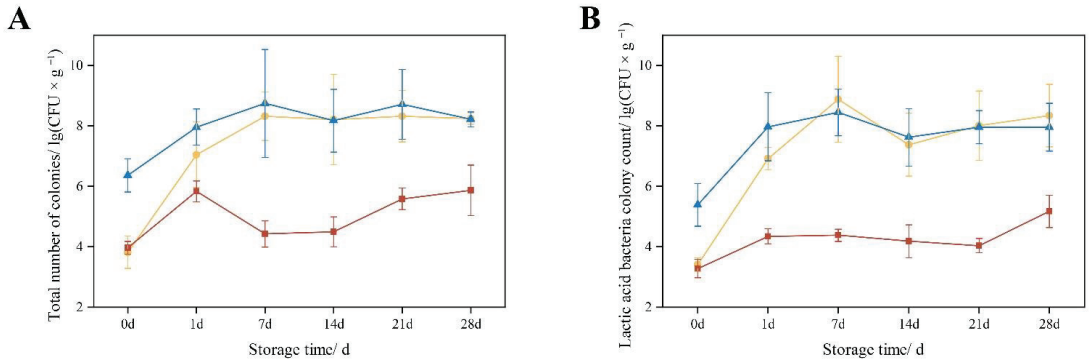 A
Total number of colonies/ lg(CFU × g⁻¹)
10
8
6
4
2
0d 1d 7d 14d 21d 28d
Storage time/ d
B
Lactic acid bacteria colony count/ lg(CFU × g⁻¹)
10
8
6
4
2
0d 1d 7d 14d 21d 28d
Storage time/ d